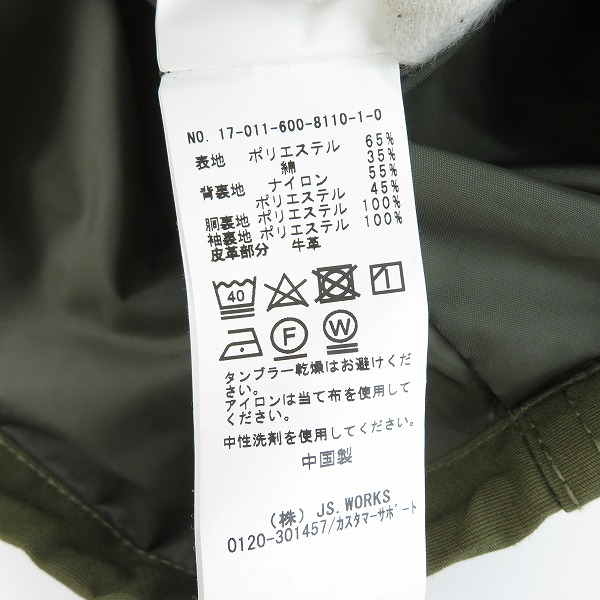 NO. 17-011-600-8110-1-0
表地 ポリエステル 65%
綿 35%
背裏地 ナイロン 55%
ポリエステル 45%
胴裏地 ポリエステル 100%
袖裏地 ポリエステル 100%
皮革部分 牛革
40
F W
タンブラー乾燥はお避けくだ
さい。
アイロンは当て布を使用して
ください。
中性洗剤を使用してください。
中国製
(株) JS. WORKS
0120-301457/カスタマーサポート